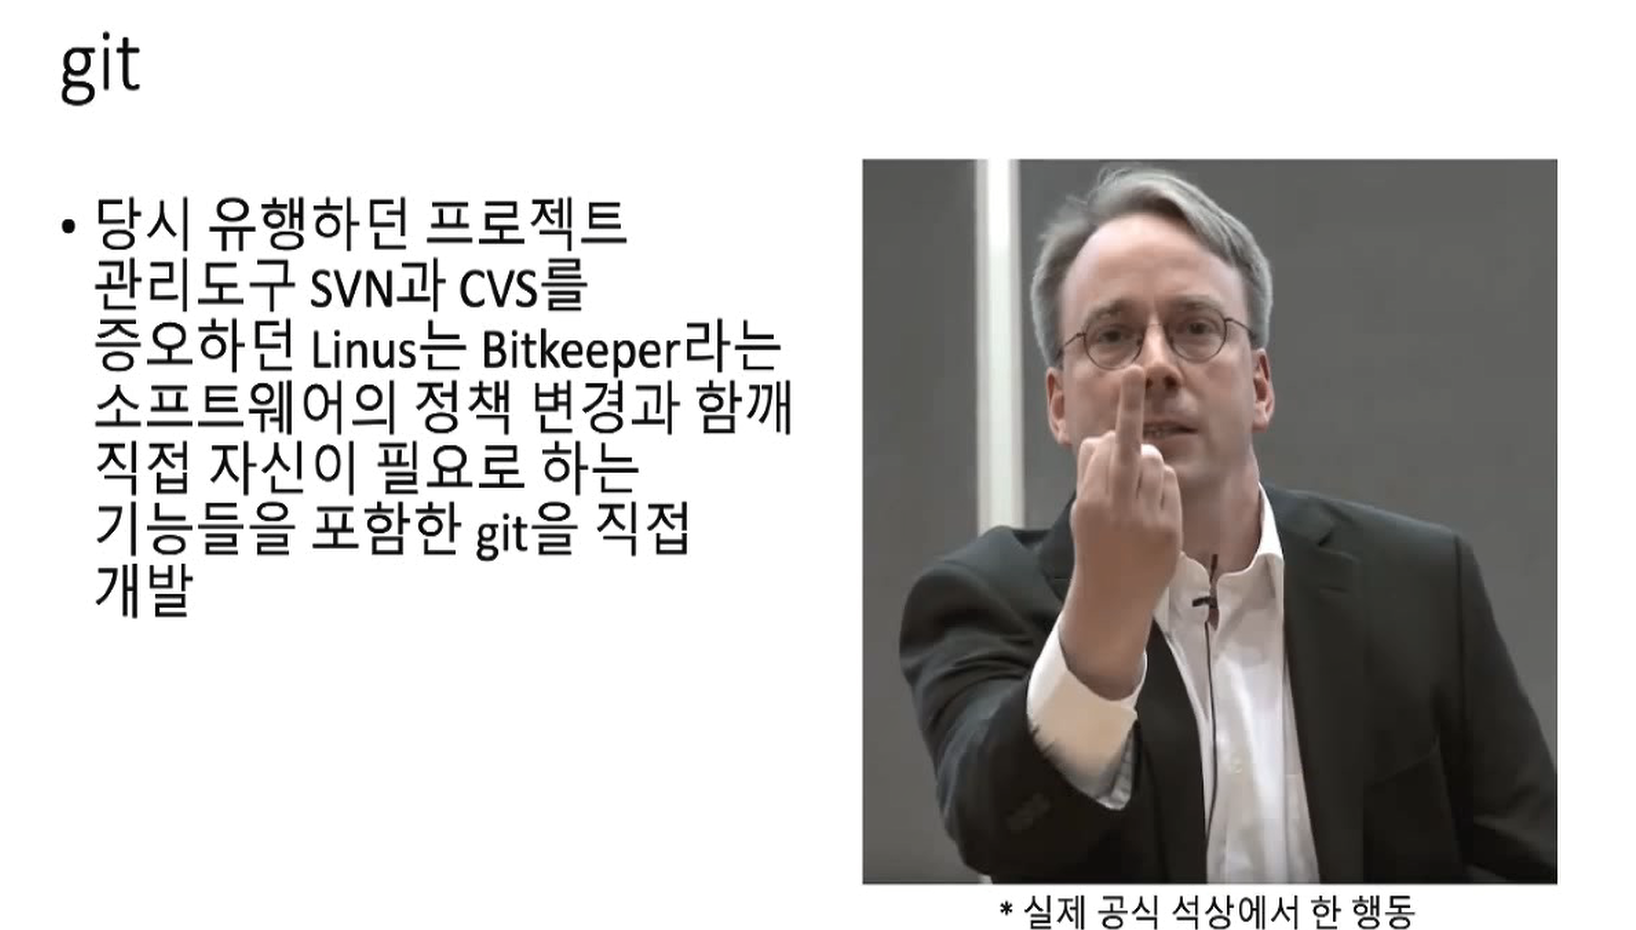 git
• 당시 유행하던 프로젝트
관리도구 SVN과 CVS를
증오하던 Linus는 Bitkeeper라는
소프트웨어의 정책 변경과 함깨
직접 자신이 필요로 하는
기능들을 포함한 git을 직접
개발
* 실제 공식 석상에서 한 행동